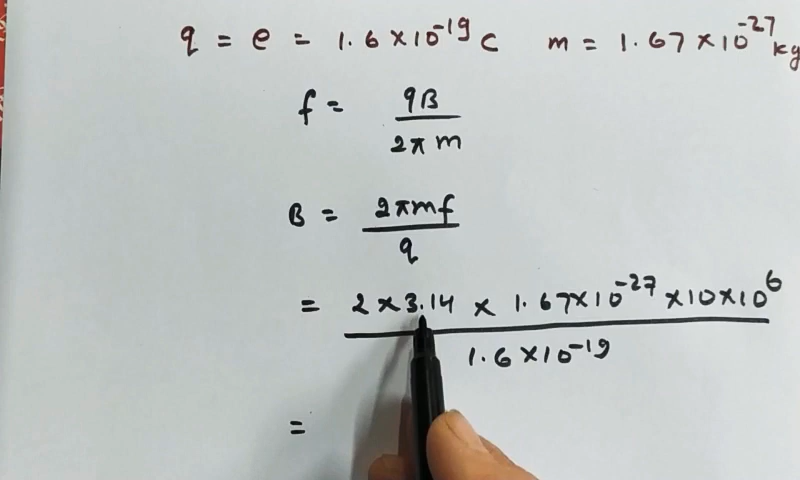 q = e = 1.6×10⁻¹⁹ C m = 1.67×10⁻²⁷ kg
f = qB / 2πm
B = 2πmf / q
= 2×3.14 × 1.67×10⁻²⁷ ×10×10⁶ / 1.6×10⁻¹⁹
=